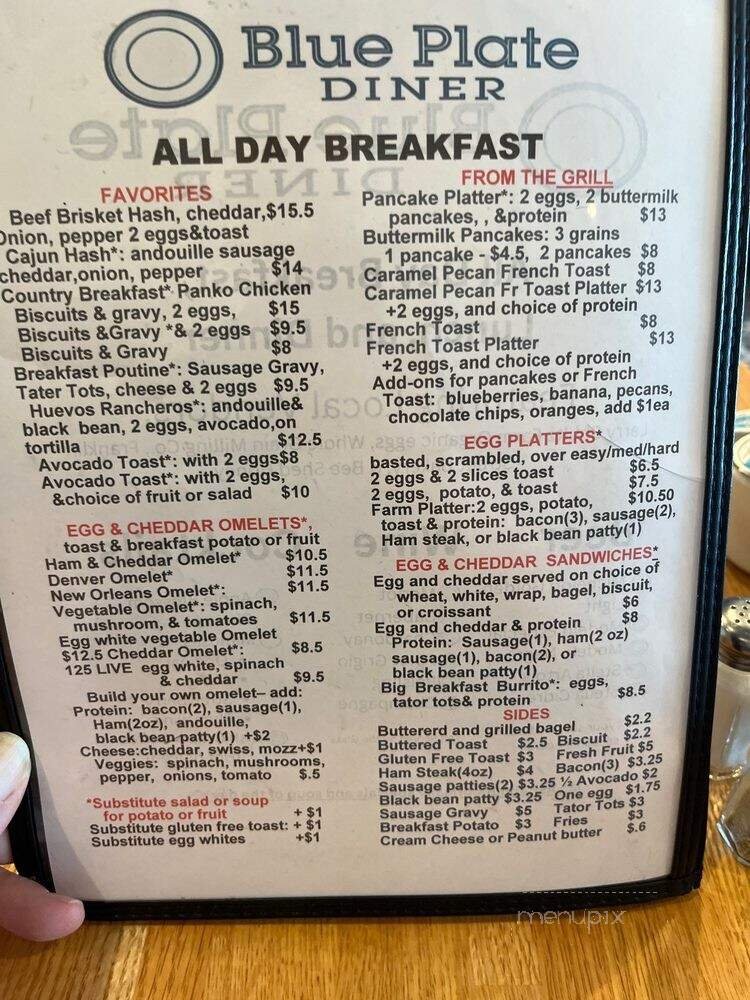 Blue Plate
DINER
ALL DAY BREAKFAST
FAVORITES
Beef Brisket Hash, cheddar,$15.5
Onion, pepper 2 eggs&toast
Cajun Hash*: andouille sausage
cheddar,onion, pepper $14
Country Breakfast* Panko Chicken
Biscuits & gravy, 2 eggs, $15
Biscuits &Gravy *& 2 eggs $9.5
Biscuits & Gravy $8
Breakfast Poutine*: Sausage Gravy,
Tater Tots, cheese & 2 eggs $9.5
Huevos Rancheros*: andouille&
black bean, 2 eggs, avocado,on
tortilla $12.5
Avocado Toast*: with 2 eggs$8
Avocado Toast*: with 2 eggs,
&choice of fruit or salad $10
EGG & CHEDDAR OMELETS*,
toast & breakfast potato or fruit
Ham & Cheddar Omelet* $10.5
Denver Omelet* $11.5
New Orleans Omelet*: $11.5
Vegetable Omelet*: spinach,
mushroom, & tomatoes $11.5
Egg white vegetable Omelet
$12.5 Cheddar Omelet*: $8.5
125 LIVE egg white, spinach
& cheddar $9.5
Build your own omelet– add:
Protein: bacon(2), sausage(1),
Ham(2oz), andouille,
black bean patty(1) +$2
Cheese:cheddar, swiss, mozz+$1
Veggies: spinach, mushrooms,
pepper, onions, tomato $.5
*Substitute salad or soup
for potato or fruit + $1
Substitute gluten free toast: + $1
Substitute egg whites +$1
FROM THE GRILL
Pancake Platter*: 2 eggs, 2 buttermilk
pancakes, , &protein $13
Buttermilk Pancakes: 3 grains
1 pancake - $4.5, 2 pancakes $8
Caramel Pecan French Toast $8
Caramel Pecan Fr Toast Platter $13
+2 eggs, and choice of protein
French Toast $8
French Toast Platter $13
+2 eggs, and choice of protein
Add-ons for pancakes or French
Toast: blueberries, banana, pecans,
chocolate chips, oranges, add $1ea
EGG PLATTERS*
basted, scrambled, over easy/med/hard
2 eggs & 2 slices toast $6.5
2 eggs, potato, & toast $7.5
Farm Platter:2 eggs, potato, $10.50
toast & protein: bacon(3), sausage(2),
Ham steak, or black bean patty(1)
EGG & CHEDDAR SANDWICHES*
Egg and cheddar served on choice of
wheat, white, wrap, bagel, biscuit,
or croissant $6
Egg and cheddar & protein $8
Protein: Sausage(1), ham(2 oz)
sausage(1), bacon(2), or
black bean patty(1)
Big Breakfast Burrito*: eggs,
tator tots& protein $8.5
SIDES
Buttererd and grilled bagel $2.2
Buttered Toast $2.5 Biscuit $2.2
Gluten Free Toast $3 Fresh Fruit $5
Ham Steak(4oz) $4 Bacon(3) $3.25
Sausage patties(2) $3.25 ½ Avocado $2
Black bean patty $3.25 One egg $1.75
Sausage Gravy $5 Tator Tots $3
Breakfast Potato $3 Fries $3
Cream Cheese or Peanut butter $.6
menupix